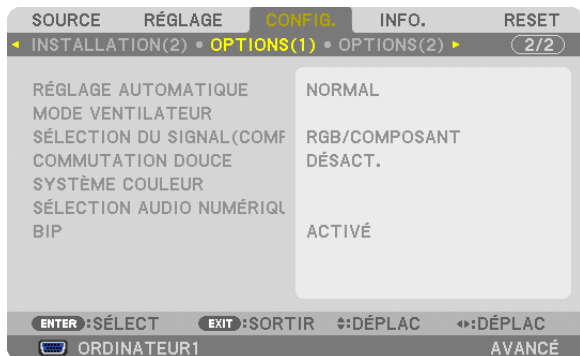 SOURCE RÉGLAGE CONFIG. INFO. RESET
INSTALLATION(2) • OPTIONS(1) • OPTIONS(2) 2/2
RÉGLAGE AUTOMATIQUE NORMAL
MODE VENTILATEUR
SÉLECTION DU SIGNAL(COMP RGB/COMPOSANT
COMMUTATION DOUCE DÉSACT.
SYSTÈME COULEUR
SÉLECTION AUDIO NUMÉRIQU
BIP ACTIVÉ
ENTER:SÉLECT EXIT:SORTIR :DÉPLAC :DÉPLAC
ORDINATEUR1 AVANCÉ